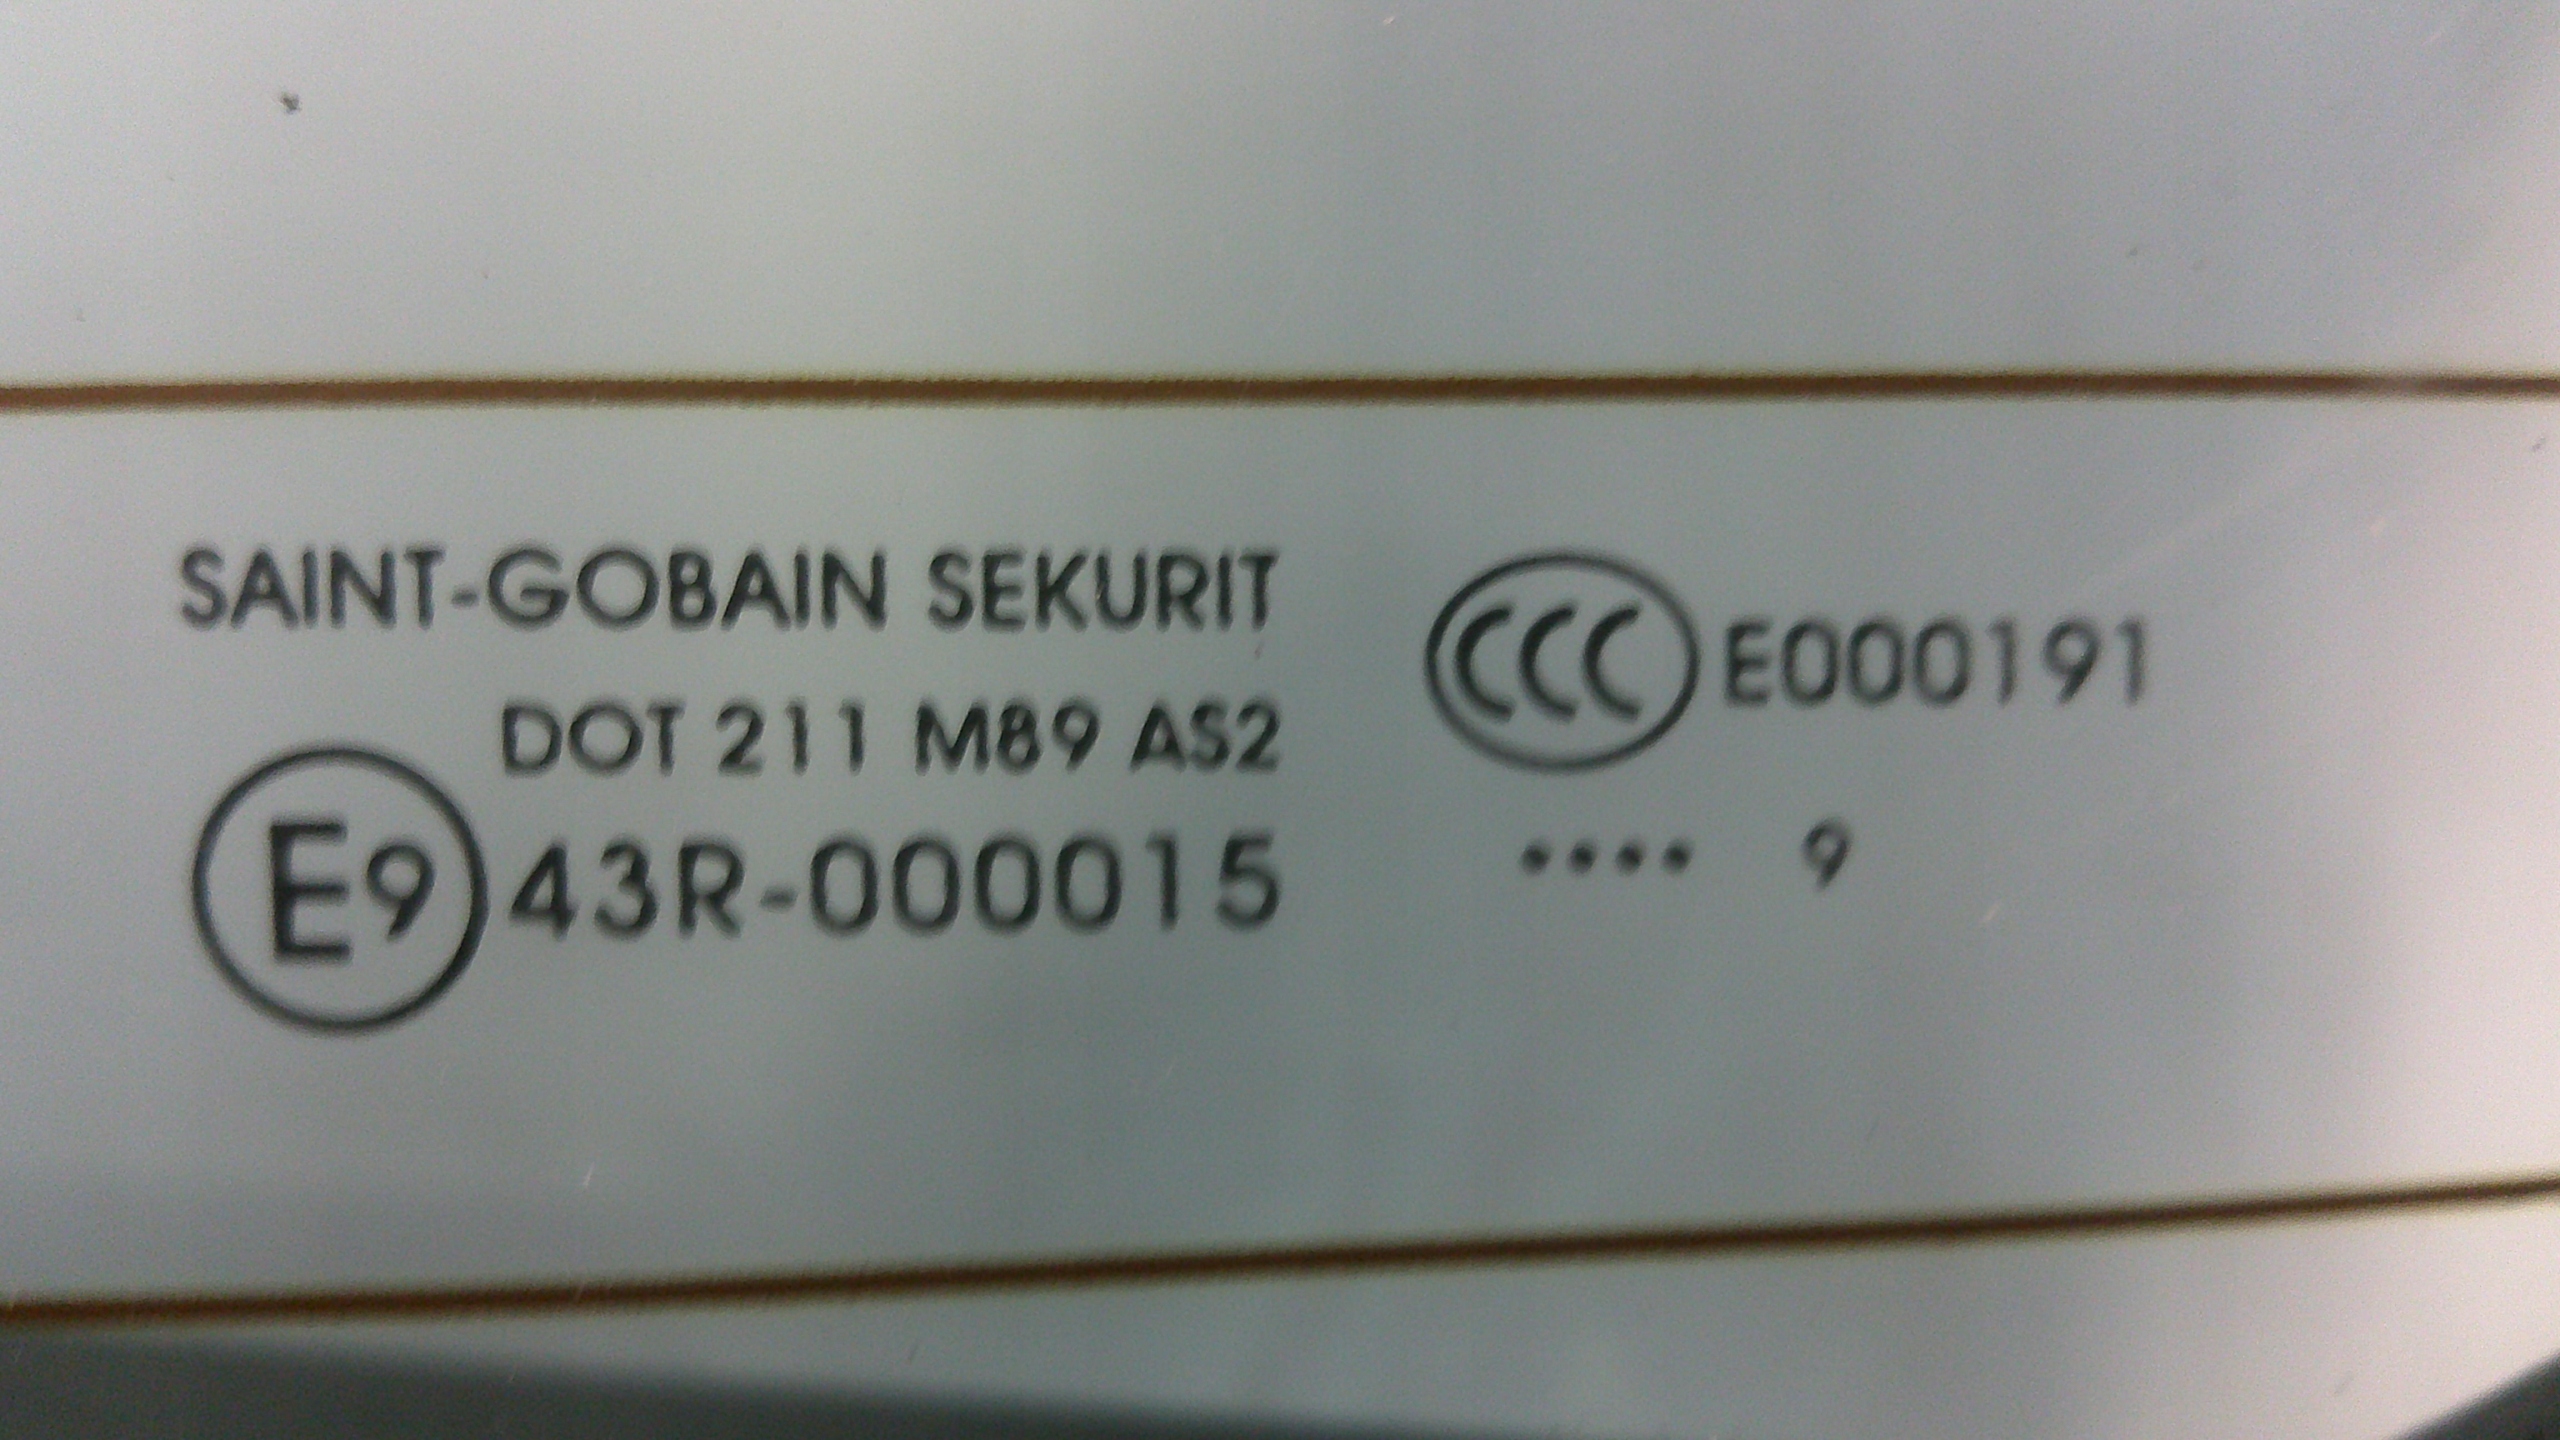 SAINT-GOBAIN SEKURIT
DOT 211 M89 AS2
E9 43R-000015
CCC E000191
•••• 9